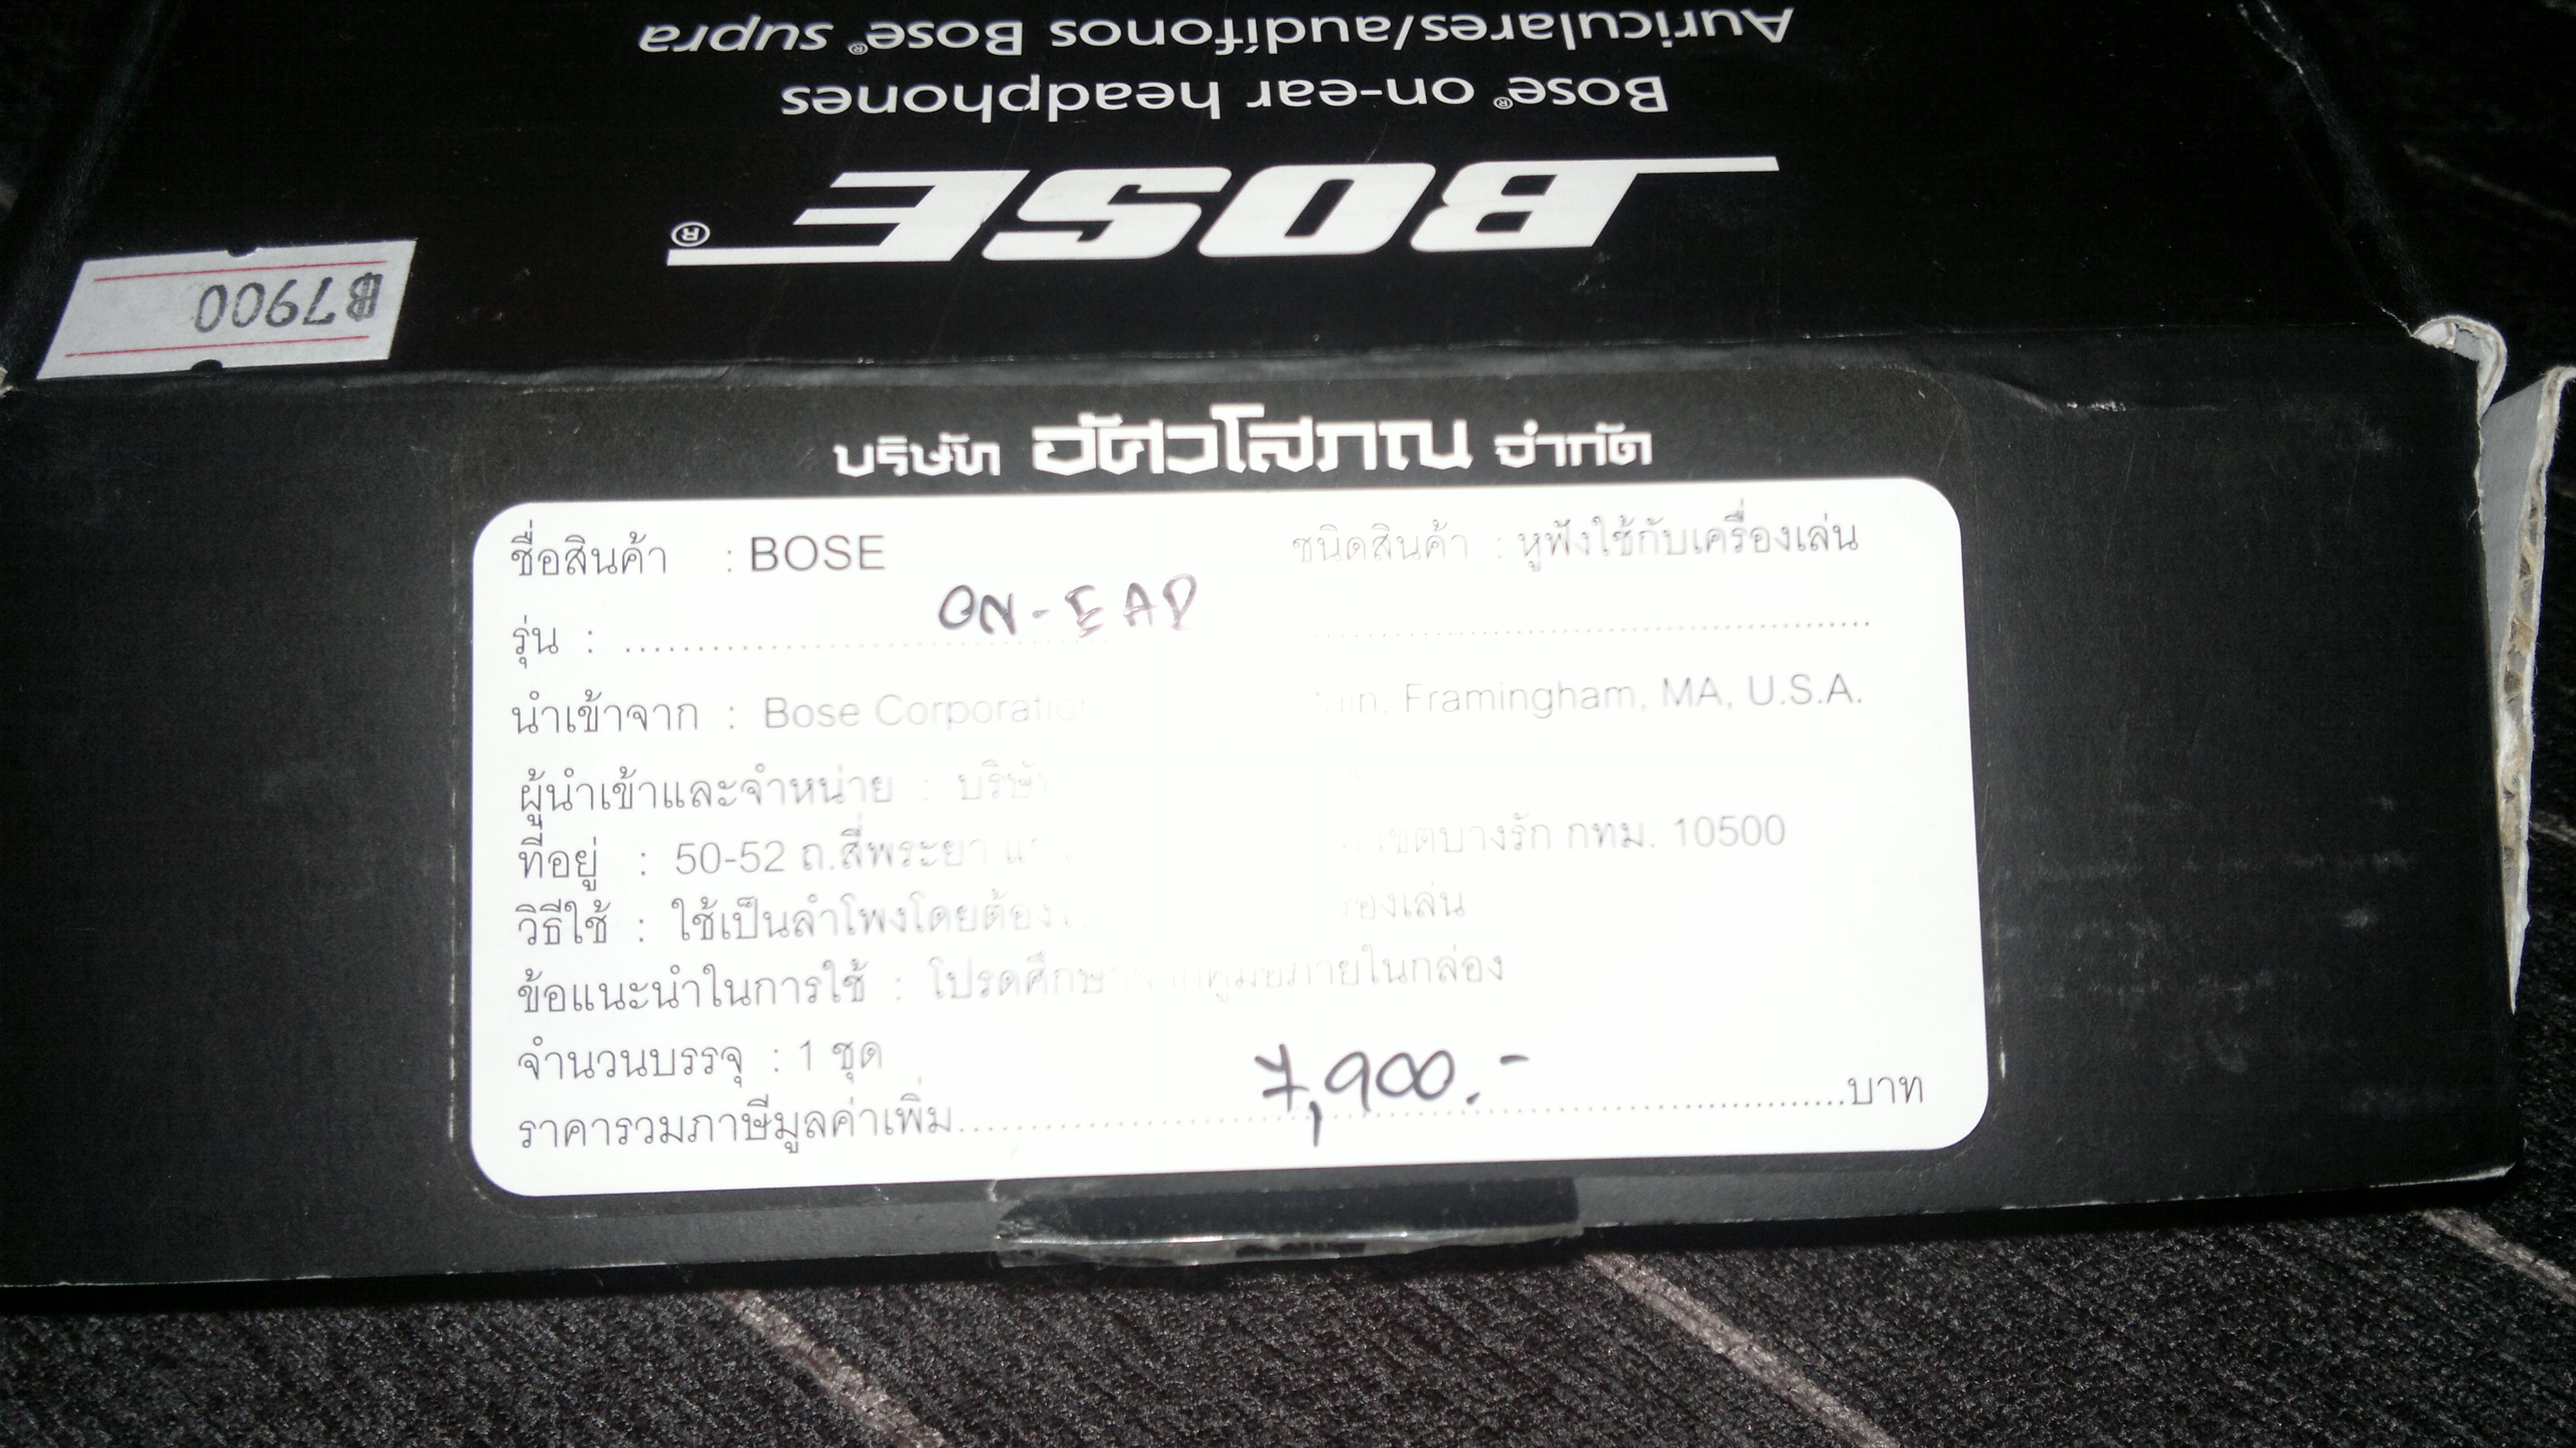 Auriculares/audífonos Bose® supra
Bose® on-ear headphones
BOSE®
฿7900
บริษัท อัศวโสภณ จำกัด
ชื่อสินค้า : BOSE ชนิดสินค้า : หูฟังใช้กับเครื่องเล่น
รุ่น : ON-EAR
นำเข้าจาก : Bose Corporation Framingham, MA, U.S.A.
ผู้นำเข้าและจำหน่าย :
ที่อยู่ : 50-52 ถ.สี่พระยา เขตบางรัก กทม. 10500
วิธีใช้ : ใช้เป็นลำโพงโดยต้อง
ข้อแนะนำในการใช้ : โปรดศึกษาจากคู่มือภายในกล่อง
จำนวนบรรจุ : 1 ชุด
ราคารวมภาษีมูลค่าเพิ่ม 7,900.- บาท